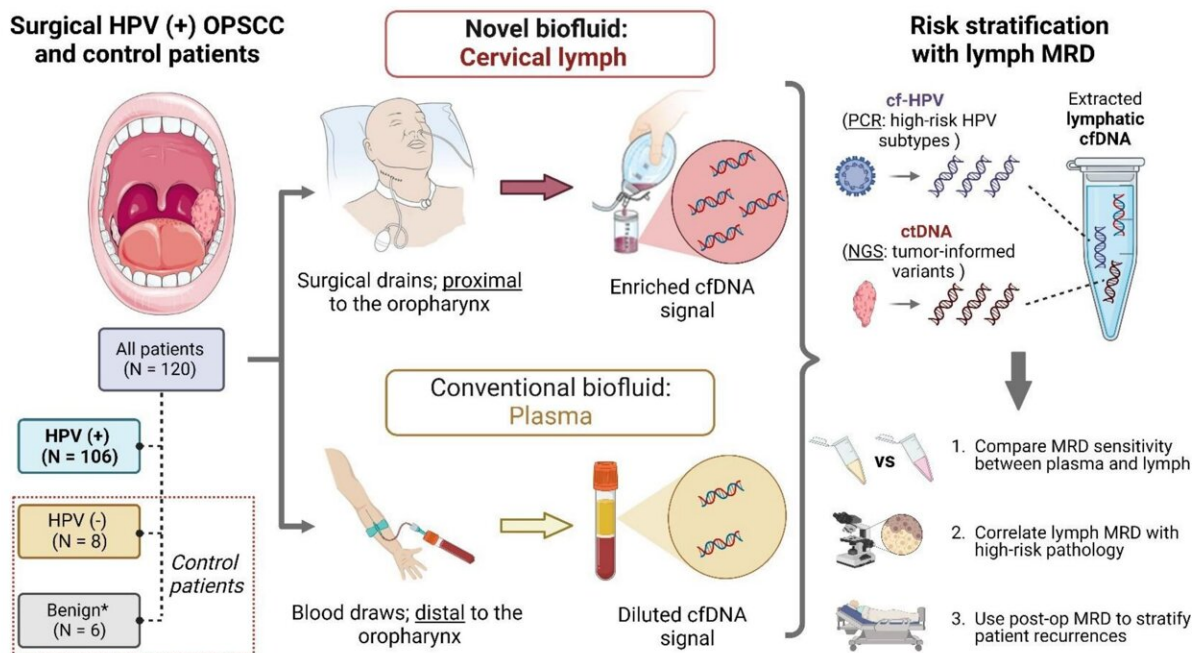 Surgical HPV (+) OPSCC
and control patients
All patients
(N = 120)
HPV (+)
(N = 106)
HPV (-)
(N = 8)
Benign*
(N = 6)
Control
patients
Novel biofluid:
Cervical lymph
Surgical drains; proximal
to the oropharynx
Enriched cfDNA
signal
Conventional biofluid:
Plasma
Blood draws; distal to the
oropharynx
Diluted cfDNA
signal
Risk stratification
with lymph MRD
cf-HPV
(PCR: high-risk HPV
subtypes )
ctDNA
(NGS: tumor-informed
variants )
Extracted
lymphatic
cfDNA
vs
1. Compare MRD sensitivity
between plasma and lymph
2. Correlate lymph MRD with
high-risk pathology
3. Use post-op MRD to stratify
patient recurrences